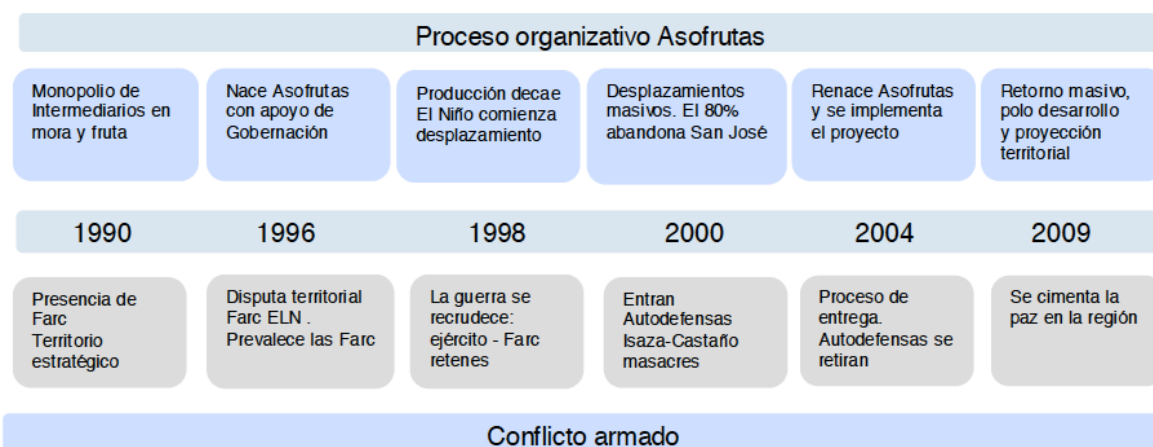 Proceso organizativo Asofrutas
Monopolio de
Intermediarios en
mora y fruta
Nace Asofrutas
con apoyo de
Gobernación
Producción decae
El Niño comienza
desplazamiento
Desplazamientos
masivos. El 80%
abandona San José
Renace Asofrutas
y se implementa
el proyecto
Retorno masivo,
polo desarrollo
y proyección
territorial
1990
1996
1998
2000
2004
2009
Presencia de
Farc
Territorio
estratégico
Disputa territorial
Farc ELN .
Prevalece las Farc
La guerra se
recrudece:
ejército - Farc
retenes
Entran
Autodefensas
Isaza-Castaño
masacres
Proceso de
entrega.
Autodefensas se
retiran
Se cimenta la
paz en la región
Conflicto armado